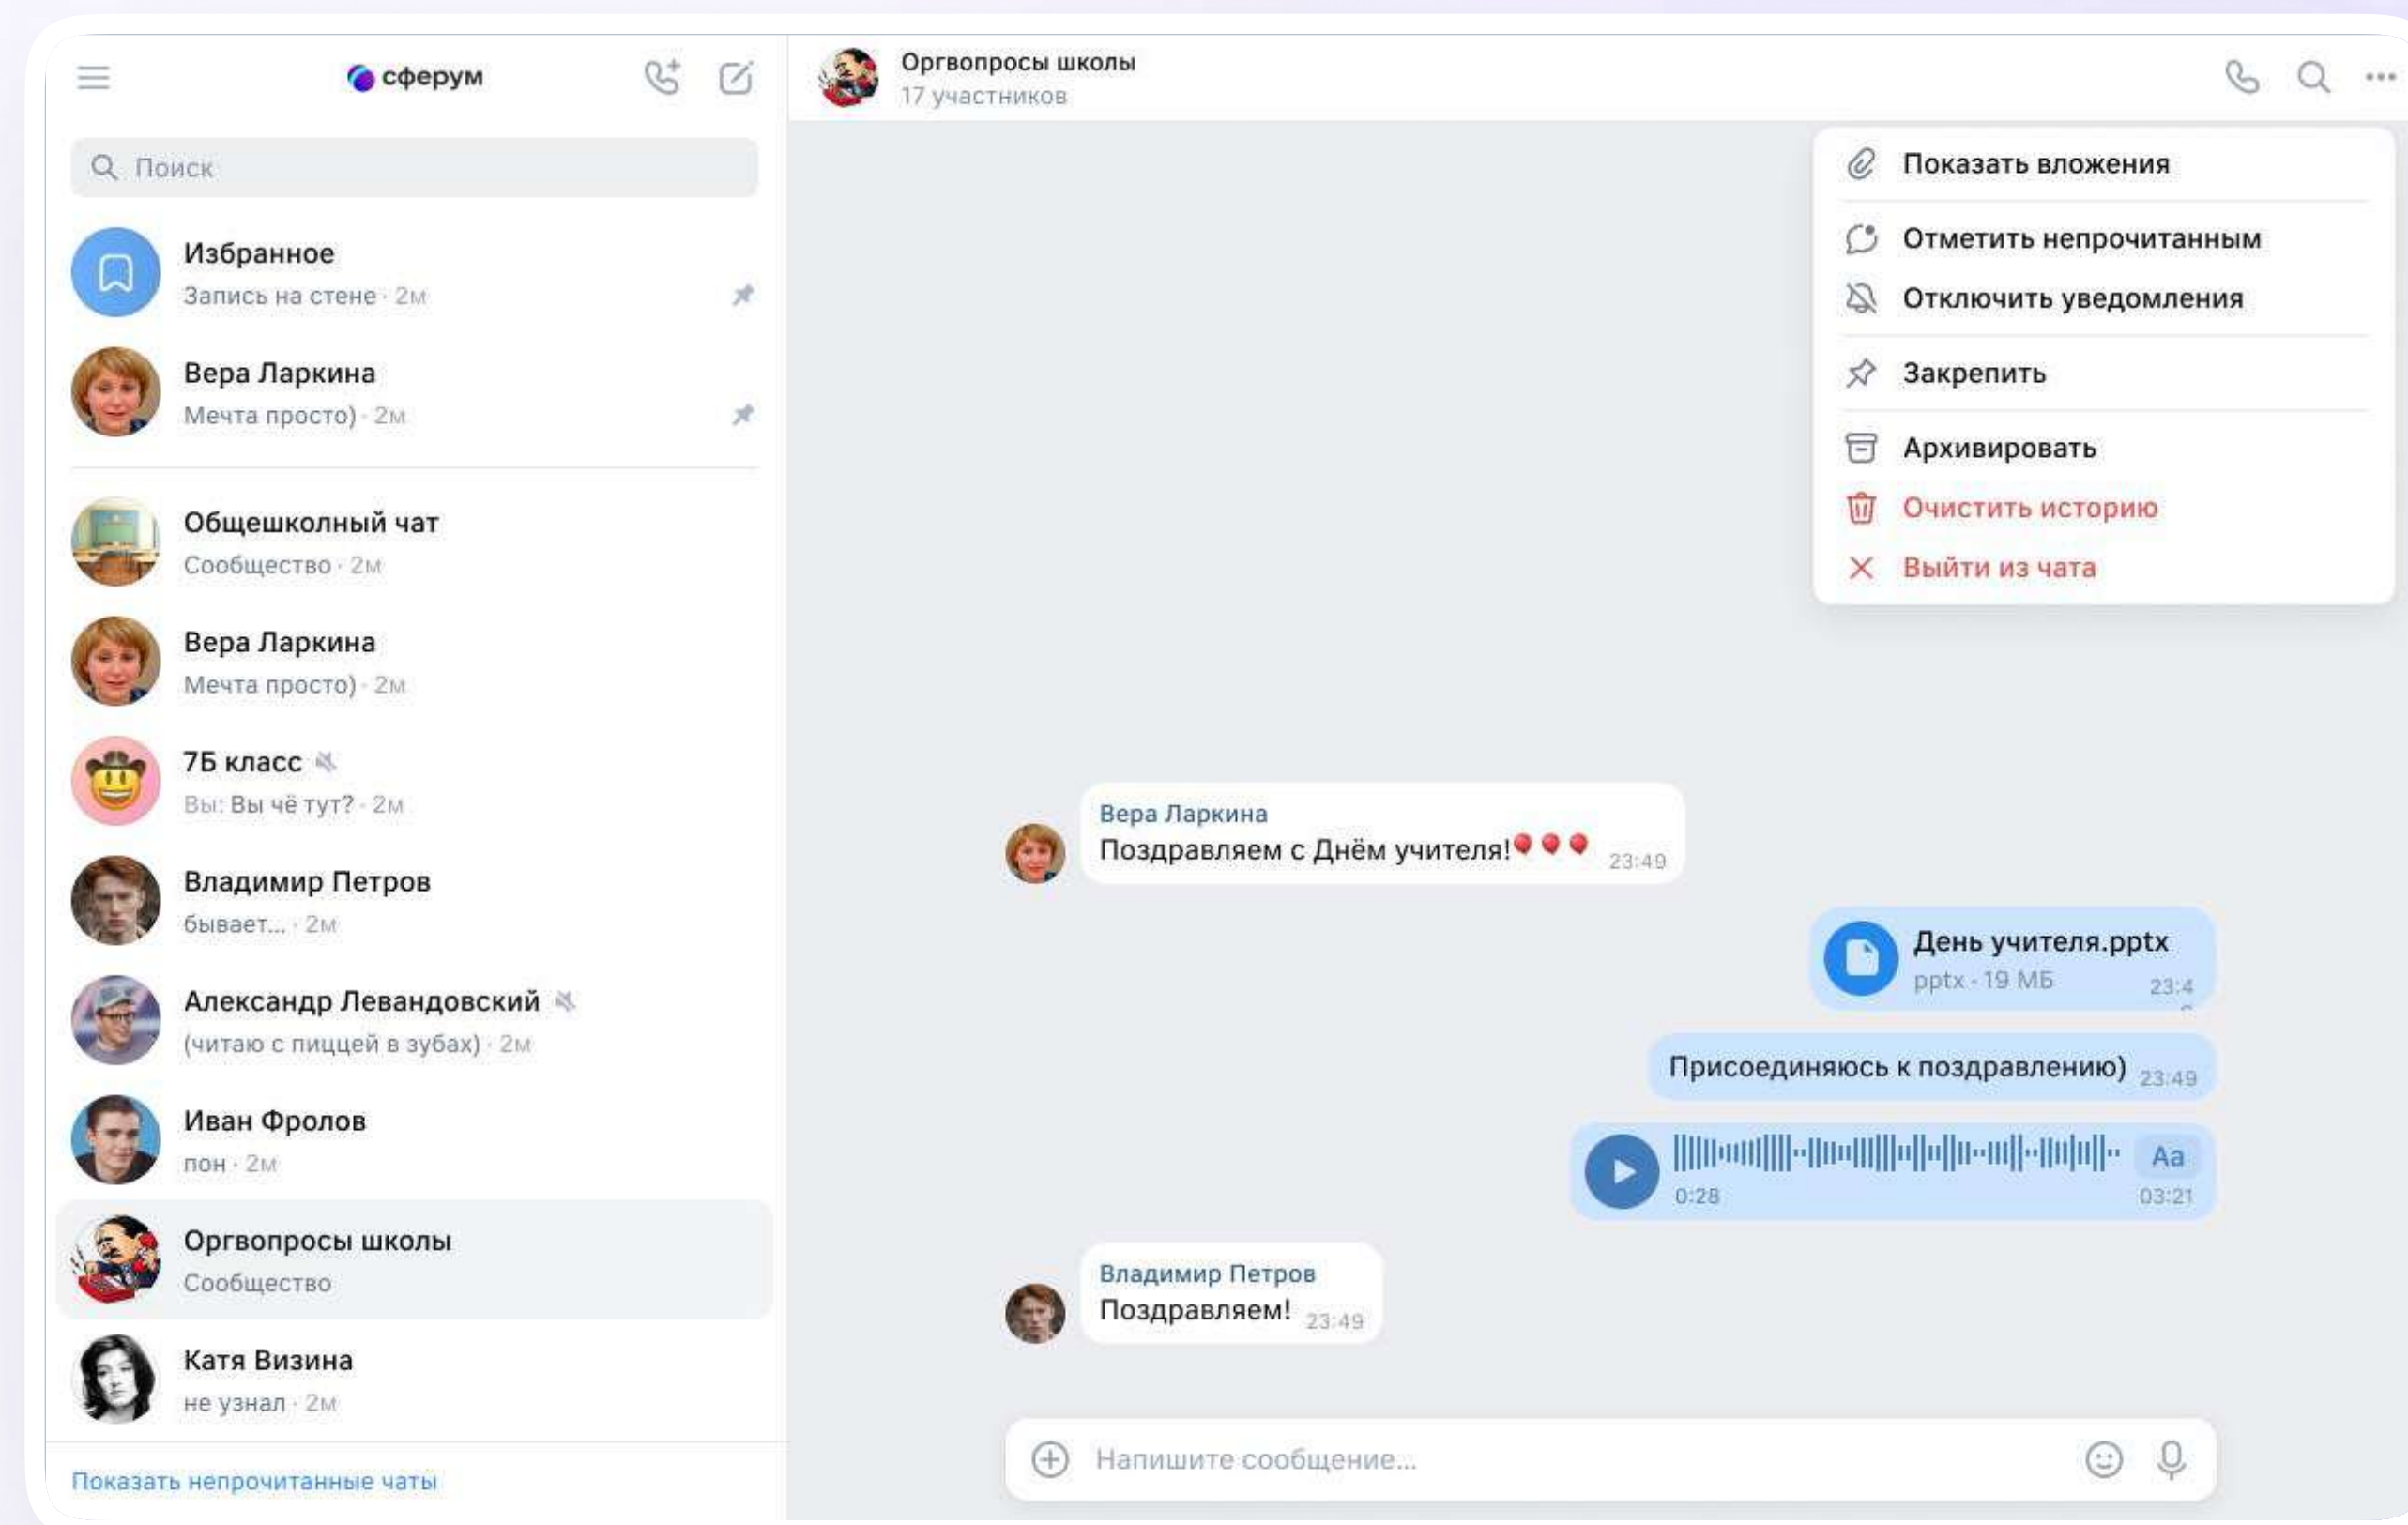 сферум
Поиск
Избранное
Запись на стене · 2м
Вера Ларкина
Мечта просто) · 2м
Общешколный чат
Сообщество · 2м
Вера Ларкина
Мечта просто) · 2м
7Б класс
Вы: Вы чё тут? · 2м
Владимир Петров
бывает... · 2м
Александр Левандовский
(читаю с пиццей в зубах) · 2м
Иван Фролов
пон · 2м
Оргвопросы школы
Сообщество
Катя Визина
не узнал · 2м
Показать непрочитанные чаты
Оргвопросы школы
17 участников
Показать вложения
Отметить непрочитанным
Отключить уведомления
Закрепить
Архивировать
Очистить историю
Выйти из чата
Вера Ларкина
Поздравляем с Днём учителя! 23:49
День учителя.pptx
pptx · 19 МБ 23:4
Присоединяюсь к поздравлению) 23:49
Aa
0:28 03:21
Владимир Петров
Поздравляем! 23:49
Напишите сообщение...